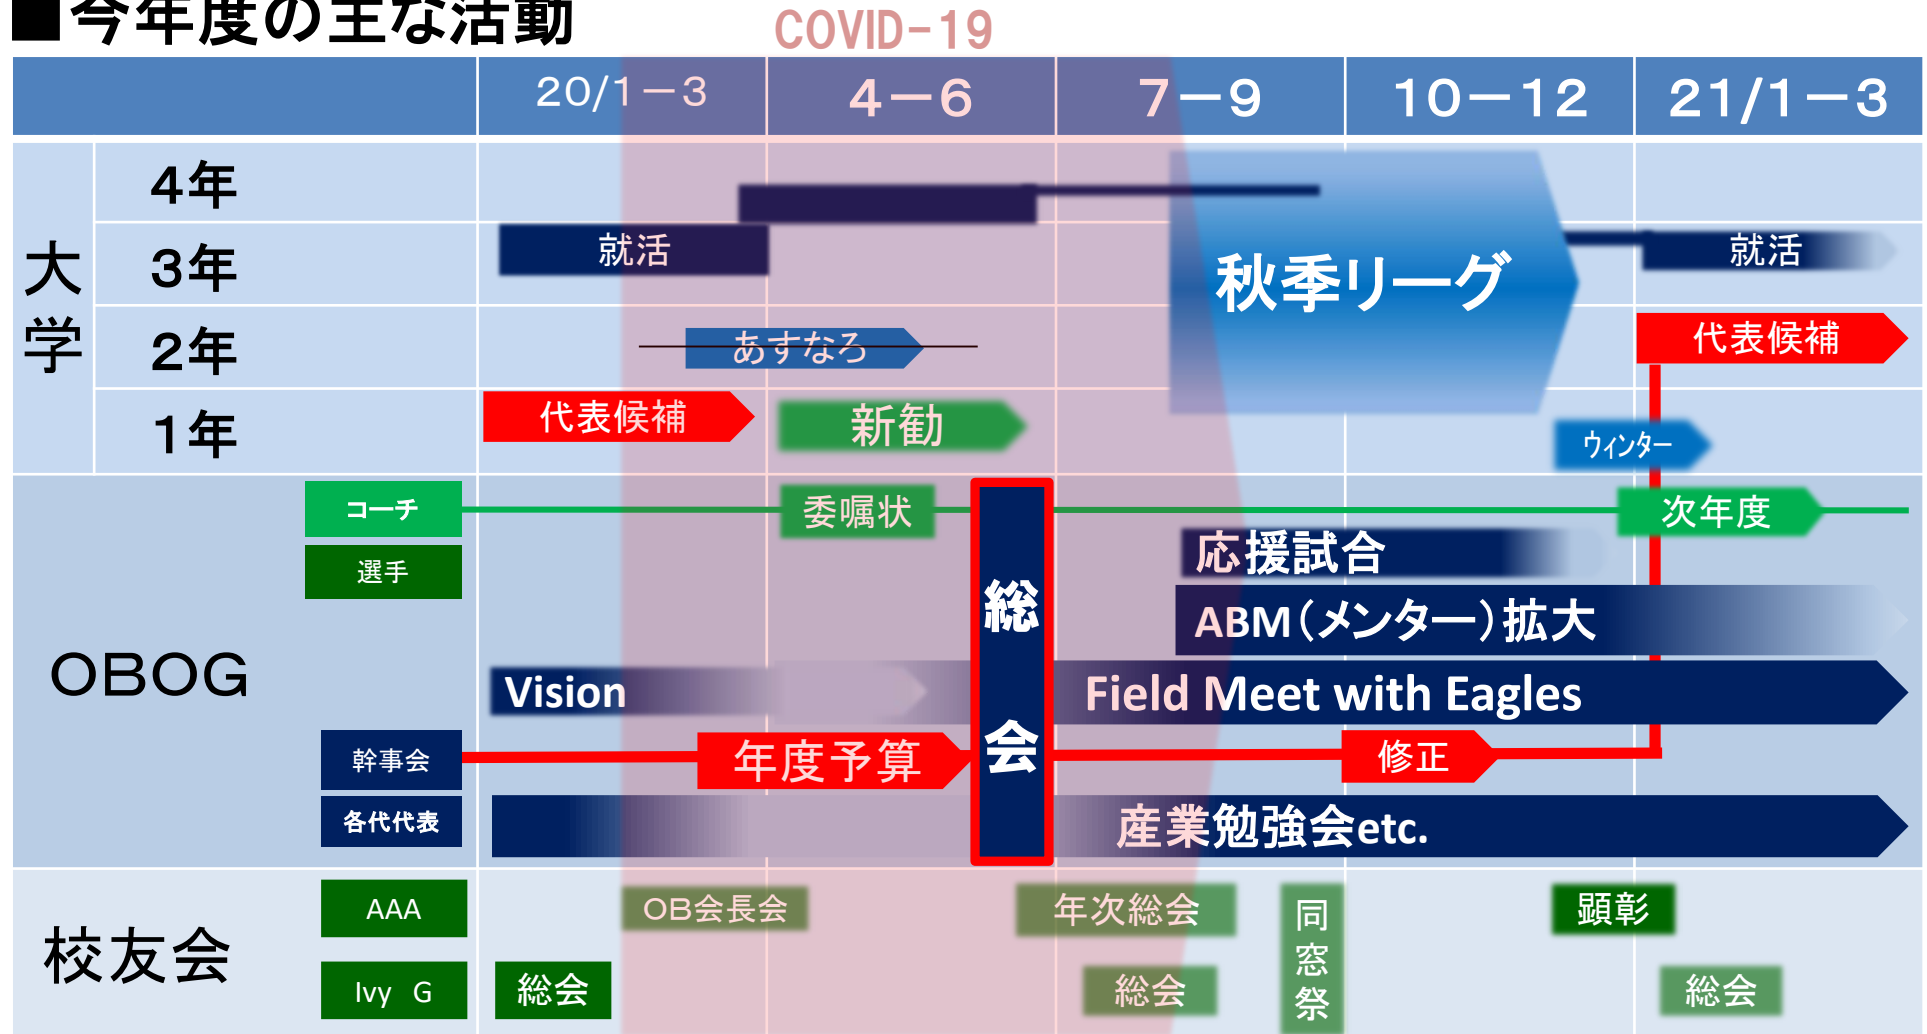 ■今年度の主な活動
COVID-19
20/1－3
4－6
7－9
10－12
21/1－3
大学
4年
3年
就活
秋季リーグ
就活
2年
あすなろ
代表候補
1年
代表候補
新勧
ウィンター
OBOG
コーチ
委嘱状
総会
次年度
選手
応援試合
ABM（メンター）拡大
Vision
Field Meet with Eagles
幹事会
年度予算
修正
各代代表
産業勉強会etc.
校友会
AAA
OB会長会
年次総会
同窓祭
顕彰
Ivy G
総会
総会
総会